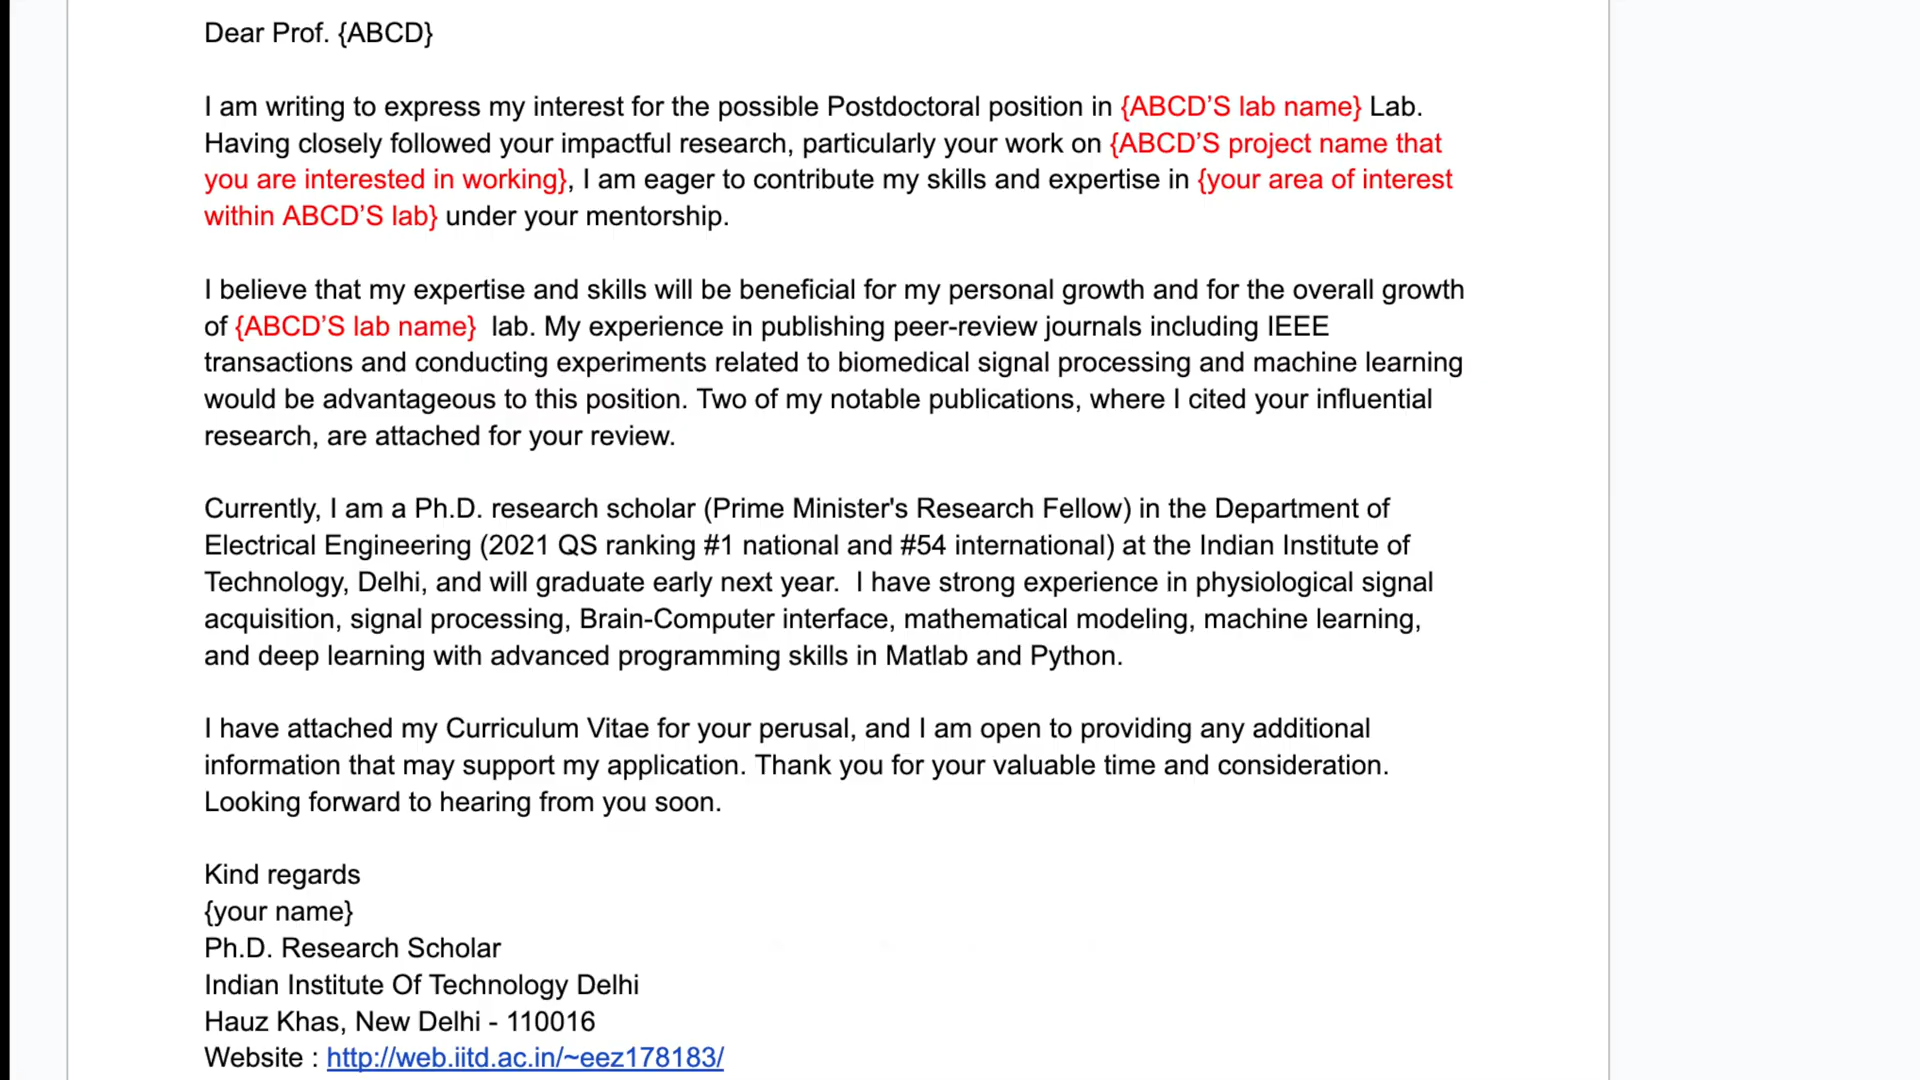 Dear Prof. {ABCD}
I am writing to express my interest for the possible Postdoctoral position in {ABCD’S lab name} Lab.
Having closely followed your impactful research, particularly your work on {ABCD’S project name that
you are interested in working}, I am eager to contribute my skills and expertise in {your area of interest
within ABCD’S lab} under your mentorship.
I believe that my expertise and skills will be beneficial for my personal growth and for the overall growth
of {ABCD’S lab name}  lab. My experience in publishing peer-review journals including IEEE
transactions and conducting experiments related to biomedical signal processing and machine learning
would be advantageous to this position. Two of my notable publications, where I cited your influential
research, are attached for your review.
Currently, I am a Ph.D. research scholar (Prime Minister's Research Fellow) in the Department of
Electrical Engineering (2021 QS ranking #1 national and #54 international) at the Indian Institute of
Technology, Delhi, and will graduate early next year.  I have strong experience in physiological signal
acquisition, signal processing, Brain-Computer interface, mathematical modeling, machine learning,
and deep learning with advanced programming skills in Matlab and Python.
I have attached my Curriculum Vitae for your perusal, and I am open to providing any additional
information that may support my application. Thank you for your valuable time and consideration.
Looking forward to hearing from you soon.
Kind regards
{your name}
Ph.D. Research Scholar
Indian Institute Of Technology Delhi
Hauz Khas, New Delhi - 110016
Website : http://web.iitd.ac.in/~eez178183/